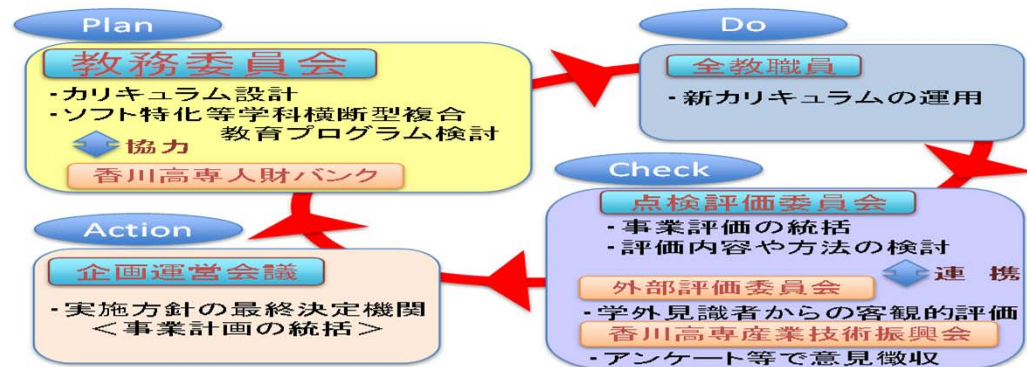 Plan
教務委員会
・カリキュラム設計
・ソフト特化等学科横断型複合
教育プログラム検討
協力
香川高専人財バンク
Do
全教職員
・新カリキュラムの運用
Check
点検評価委員会
・事業評価の統括
・評価内容や方法の検討
連 携
外部評価委員会
・学外見識者からの客観的評価
香川高専産業技術振興会
・アンケート等で意見徴収
Action
企画運営会議
・実施方針の最終決定機関
＜事業計画の統括＞